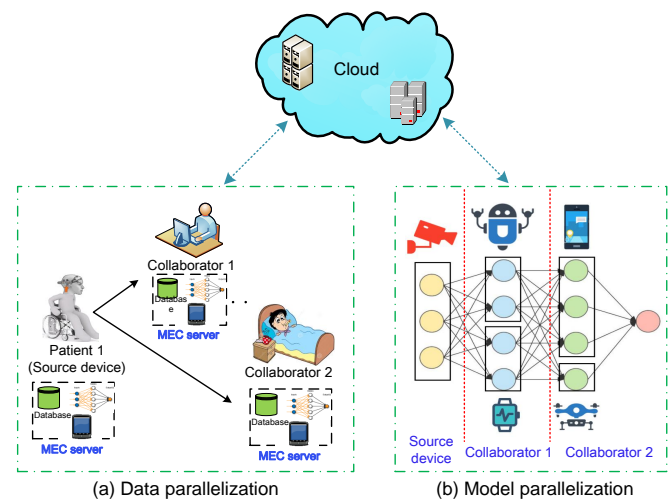 Cloud
Collaborator 1
Databas
e
MEC server
Patient 1
(Source device)
Database
MEC server
Collaborator 2
Database
MEC server
Source
device
Collaborator 1
Collaborator 2
(a) Data parallelization
(b) Model parallelization